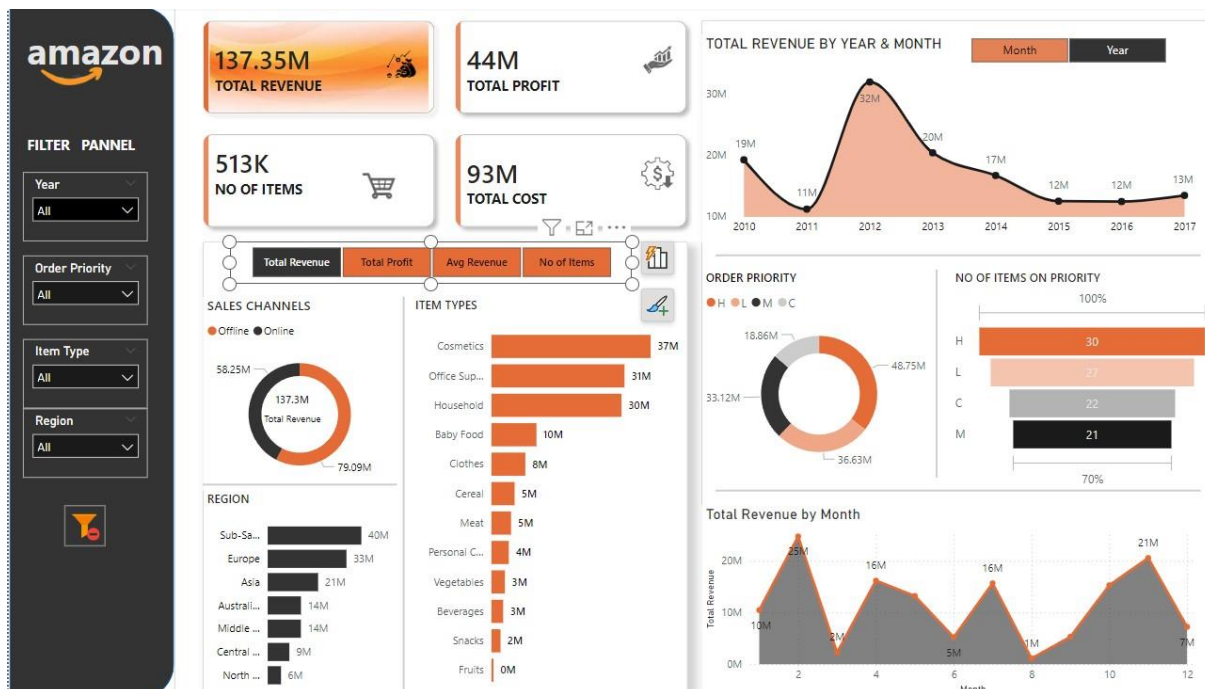 amazon
FILTER PANNEL
Year
All
Order Priority
All
Item Type
All
Region
All
137.35M
TOTAL REVENUE
44M
TOTAL PROFIT
513K
NO OF ITEMS
93M
TOTAL COST
Total Revenue Total Profit Avg Revenue No of Items
SALES CHANNELS
Offline Online
58.25M
137.3M
Total Revenue
79.09M
REGION
Sub-Sa... 40M
Europe 33M
Asia 21M
Australi... 14M
Middle ... 14M
Central ... 9M
North ... 6M
ITEM TYPES
Cosmetics 37M
Office Sup... 31M
Household 30M
Baby Food 10M
Clothes 8M
Cereal 5M
Meat 5M
Personal C... 4M
Vegetables 3M
Beverages 3M
Snacks 2M
Fruits 0M
TOTAL REVENUE BY YEAR & MONTH
Month Year
30M
20M
10M
19M 11M 32M 20M 17M 12M 12M 13M
2010 2011 2012 2013 2014 2015 2016 2017
ORDER PRIORITY
H L M C
18.86M
48.75M
33.12M
36.63M
NO OF ITEMS ON PRIORITY
100%
H 30
L 27
C 22
M 21
70%
Total Revenue by Month
Total Revenue
20M
10M
0M
10M 25M 2M 16M 5M 16M 1M 21M 7M
2 4 6 8 10 12
Month